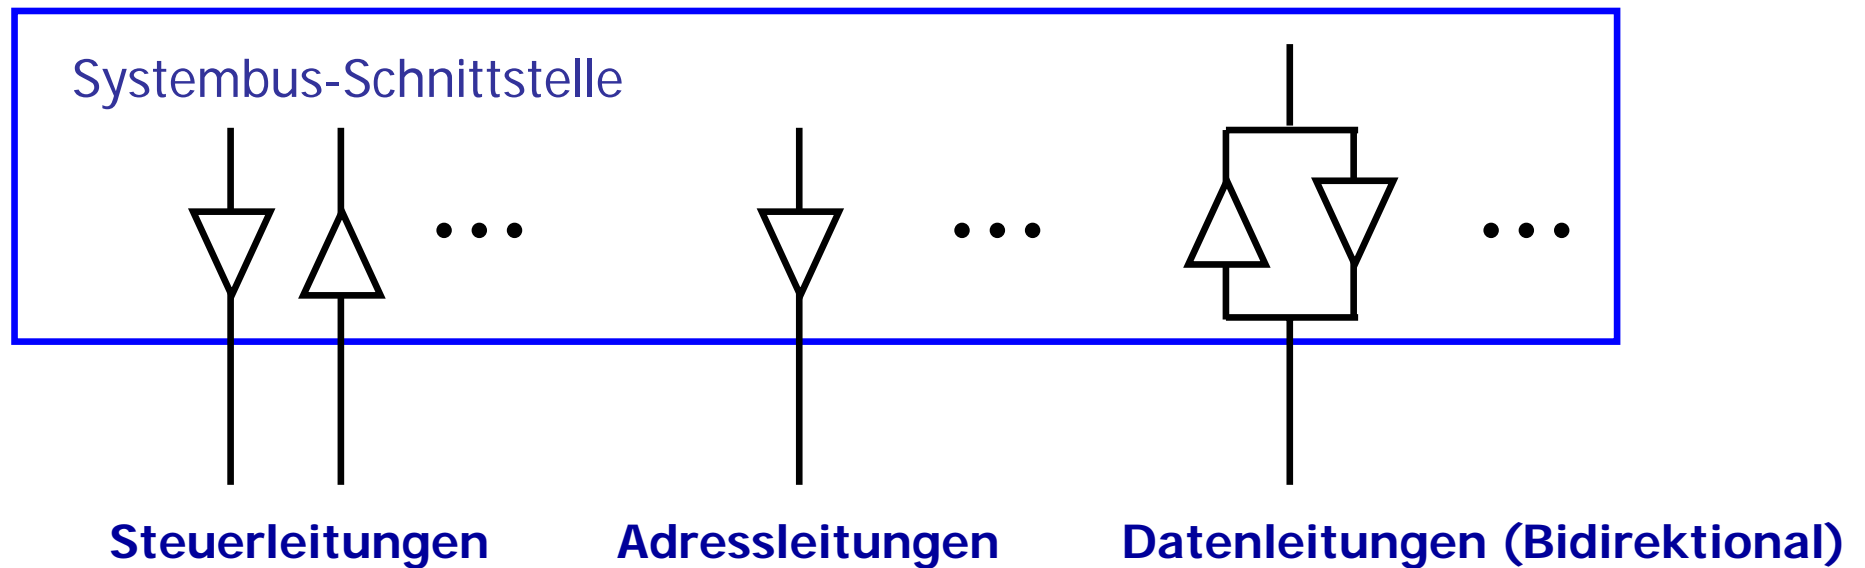 Systembus-Schnittstelle
Steuerleitungen Adressleitungen Datenleitungen (Bidirektional)